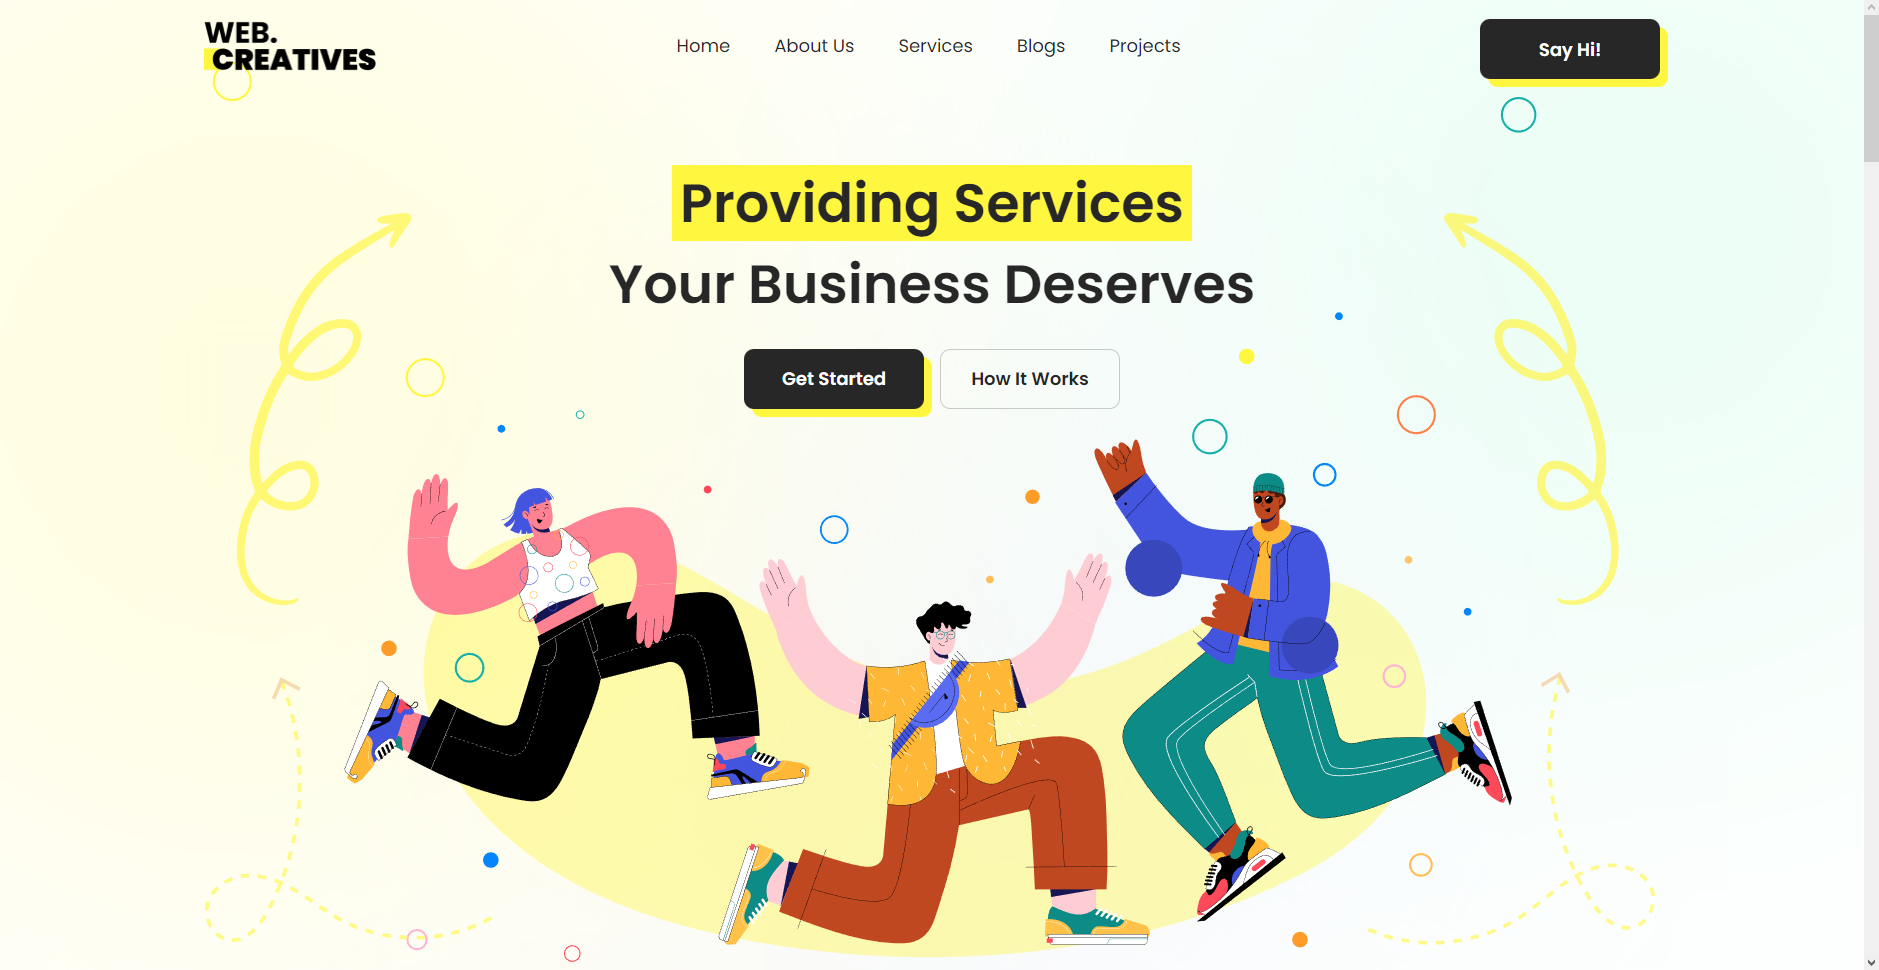 WEB.
CREATIVES
Home
About Us
Services
Blogs
Projects
Say Hi!
Providing Services
Your Business Deserves
Get Started
How It Works